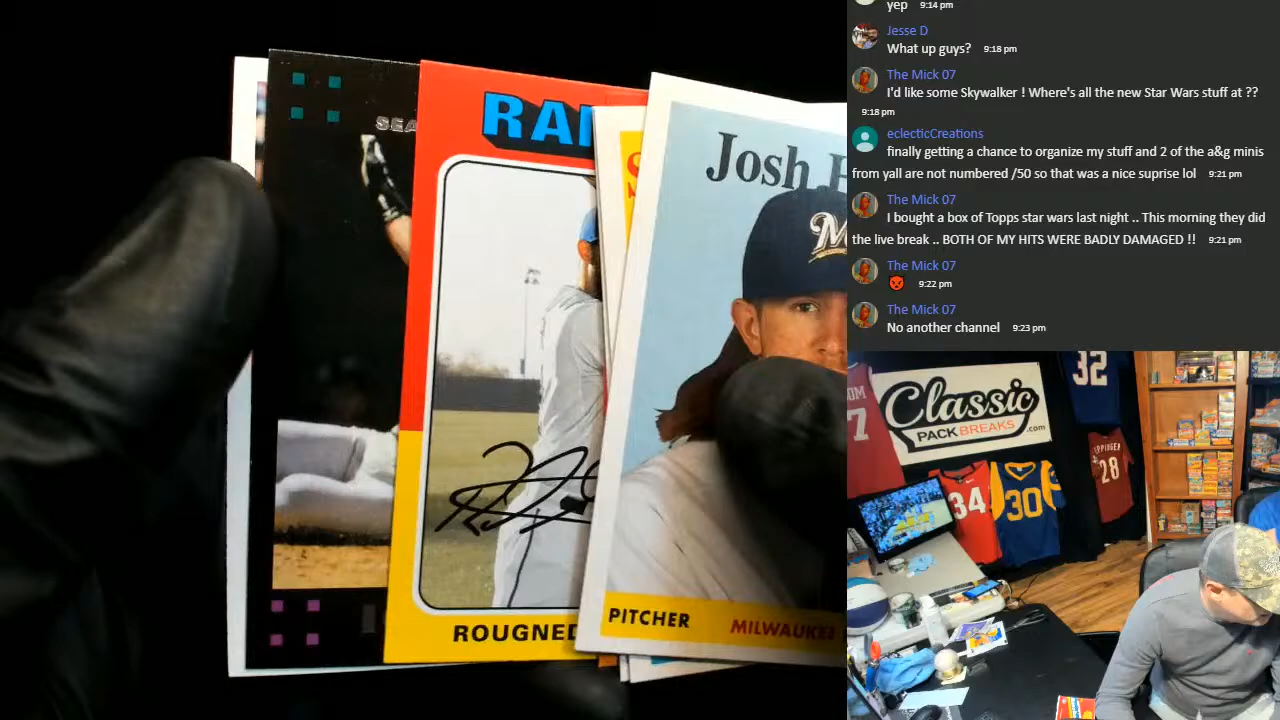 yep 9:14 pm
Jesse D
What up guys? 9:18 pm
The Mick 07
I'd like some Skywalker ! Where's all the new Star Wars stuff at ??
9:18 pm
eclecticCreations
finally getting a chance to organize my stuff and 2 of the a&g minis
from yall are not numbered /50 so that was a nice suprise lol 9:21 pm
The Mick 07
I bought a box of Topps star wars last night .. This morning they did
the live break .. BOTH OF MY HITS WERE BADLY DAMAGED !! 9:21 pm
The Mick 07
9:22 pm
The Mick 07
No another channel 9:23 pm
SEA
RAN
Josh H
M
ROUGNED
PITCHER MILWAUKEE
Classic
PACK BREAKS .com
32
7
34
30
28